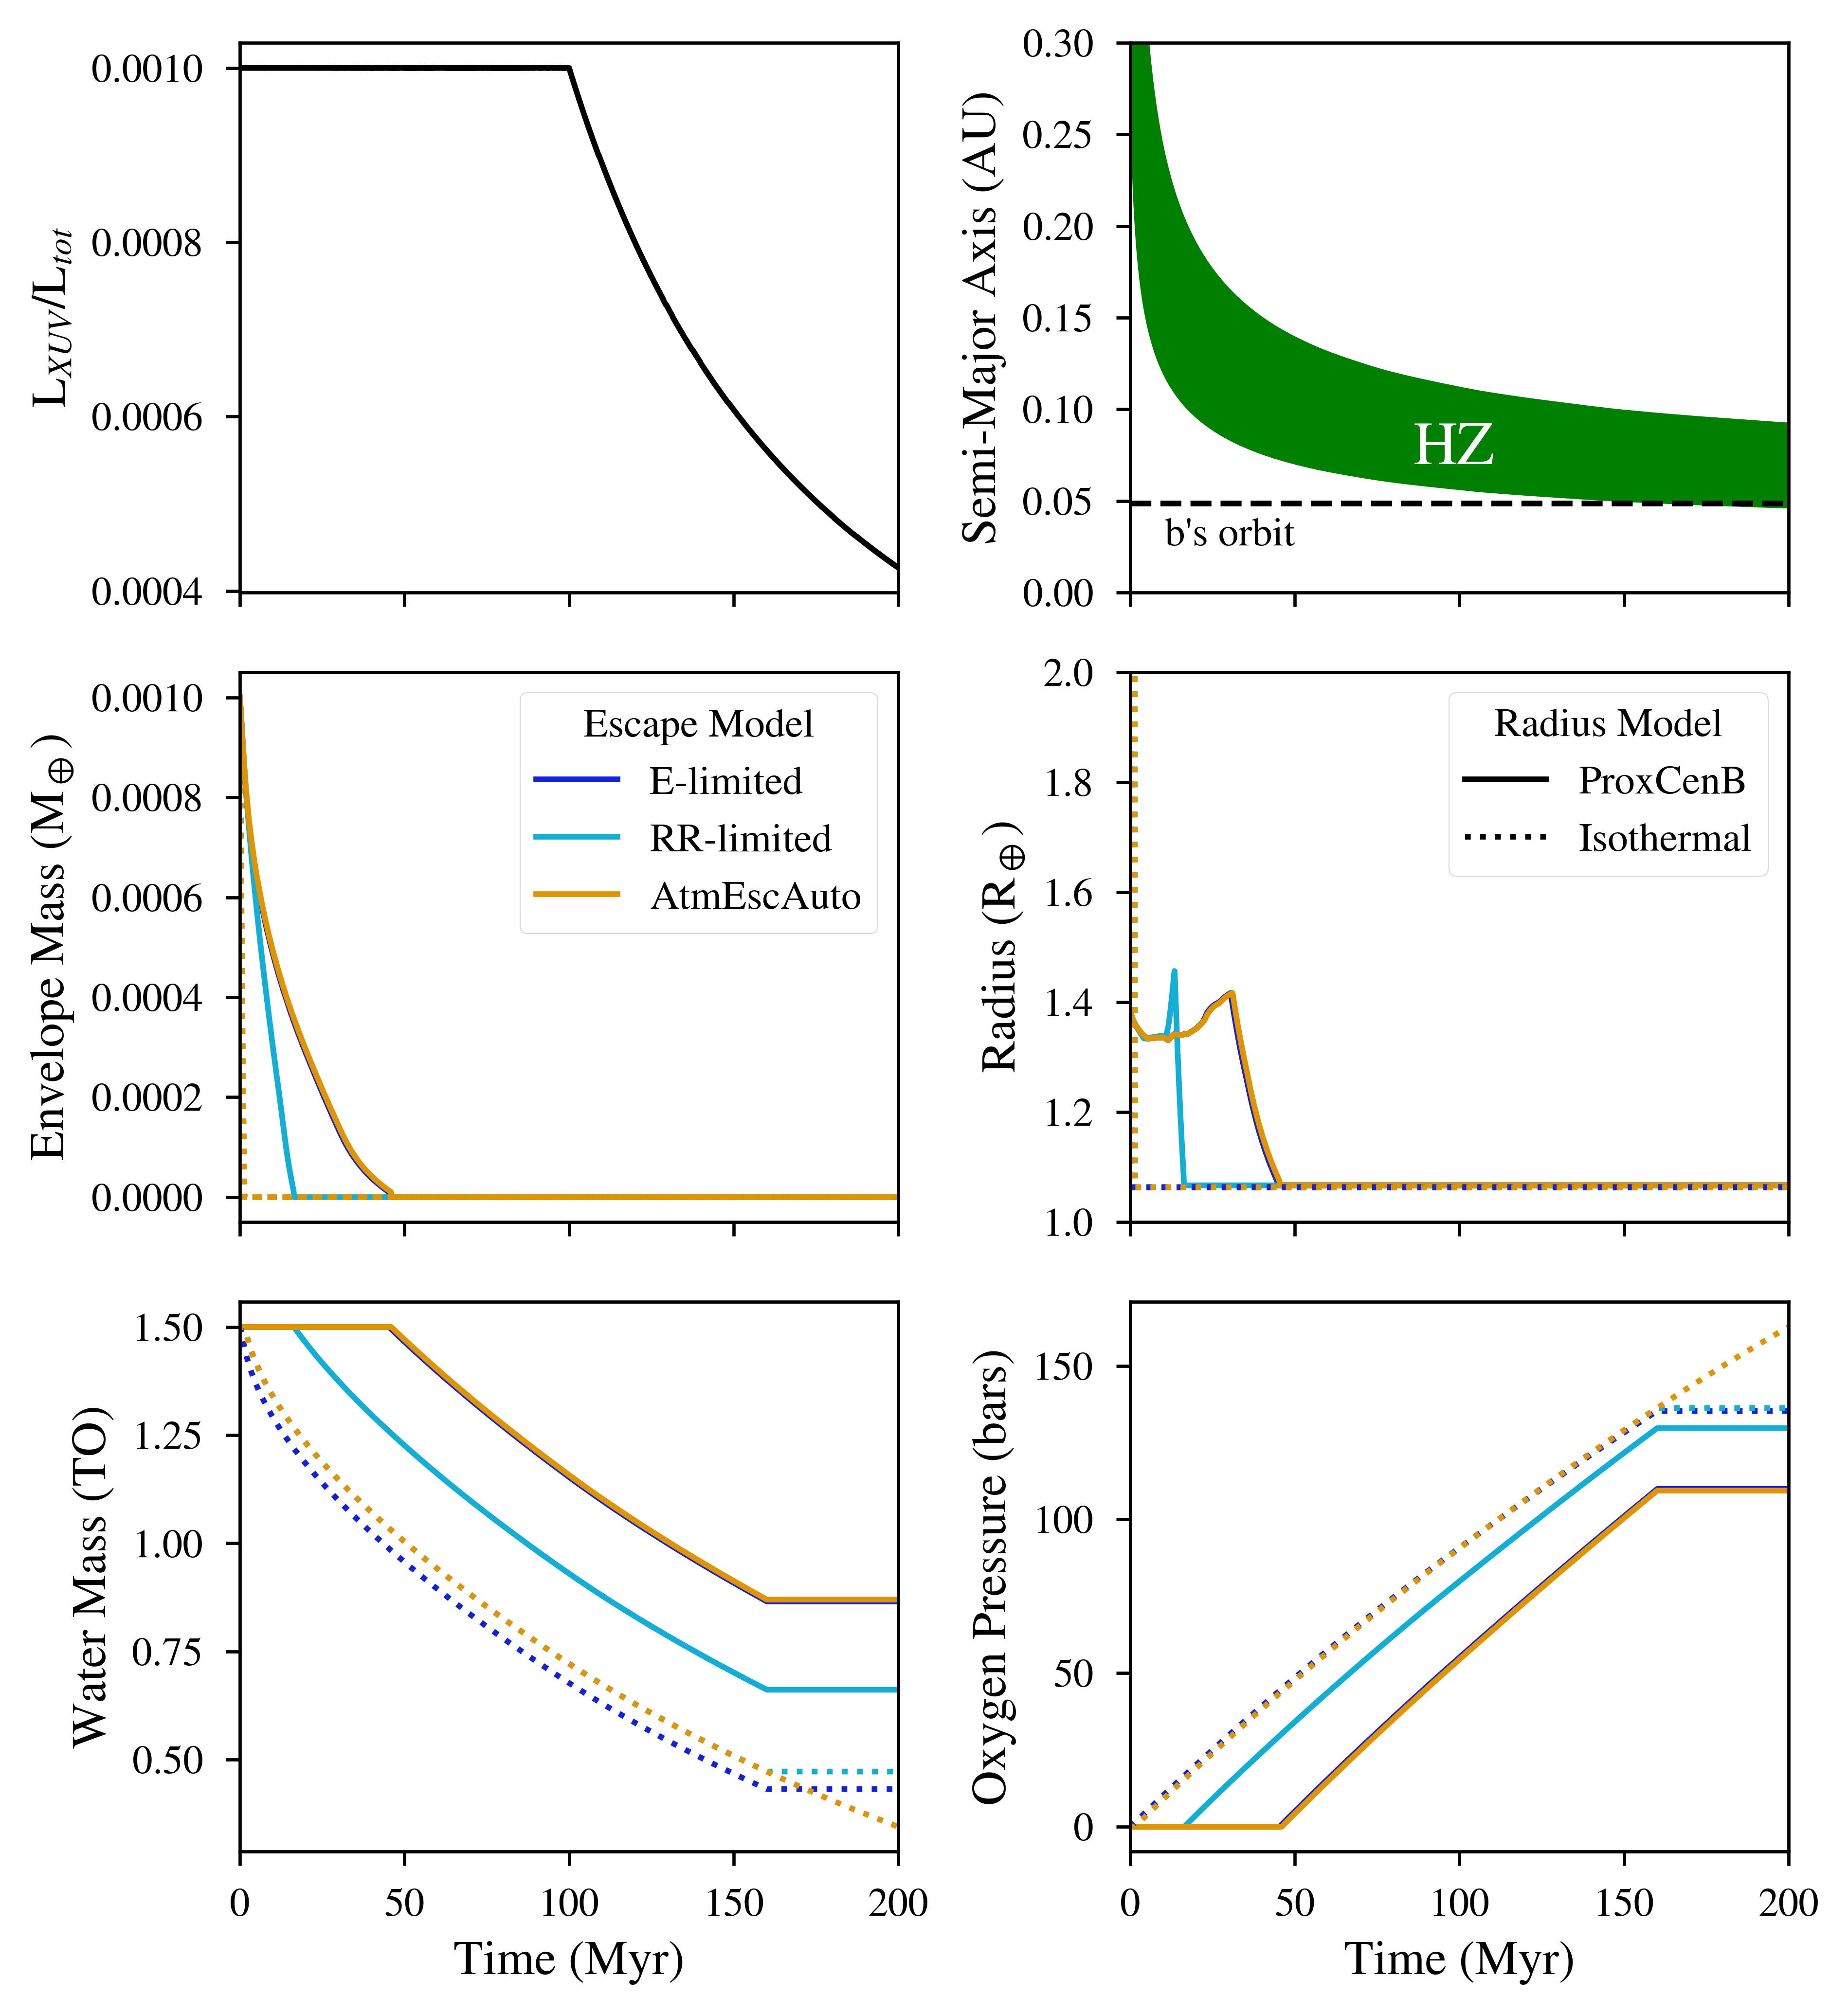 0.0010
0.0008
0.0006
0.0004
L_XUV/L_tot
0.30
0.25
0.20
0.15
0.10
0.05
0.00
Semi-Major Axis (AU)
HZ
b's orbit
0.0010
0.0008
0.0006
0.0004
0.0002
0.0000
Envelope Mass (M⊕)
Escape Model
E-limited
RR-limited
AtmEscAuto
2.0
1.8
1.6
1.4
1.2
1.0
Radius (R⊕)
Radius Model
ProxCenB
Isothermal
1.50
1.25
1.00
0.75
0.50
Water Mass (TO)
0 50 100 150 200
Time (Myr)
150
100
50
0
Oxygen Pressure (bars)
0 50 100 150 200
Time (Myr)